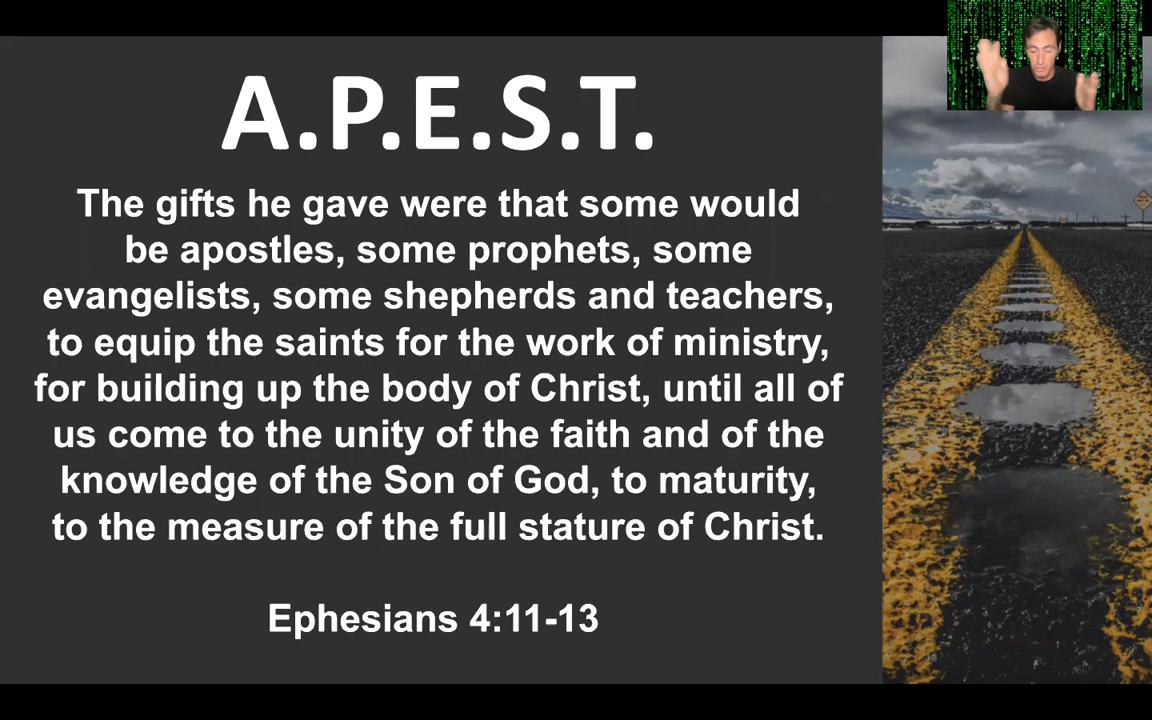 A.P.E.S.T.
The gifts he gave were that some would
be apostles, some prophets, some
evangelists, some shepherds and teachers,
to equip the saints for the work of ministry,
for building up the body of Christ, until all of
us come to the unity of the faith and of the
knowledge of the Son of God, to maturity,
to the measure of the full stature of Christ.
Ephesians 4:11-13